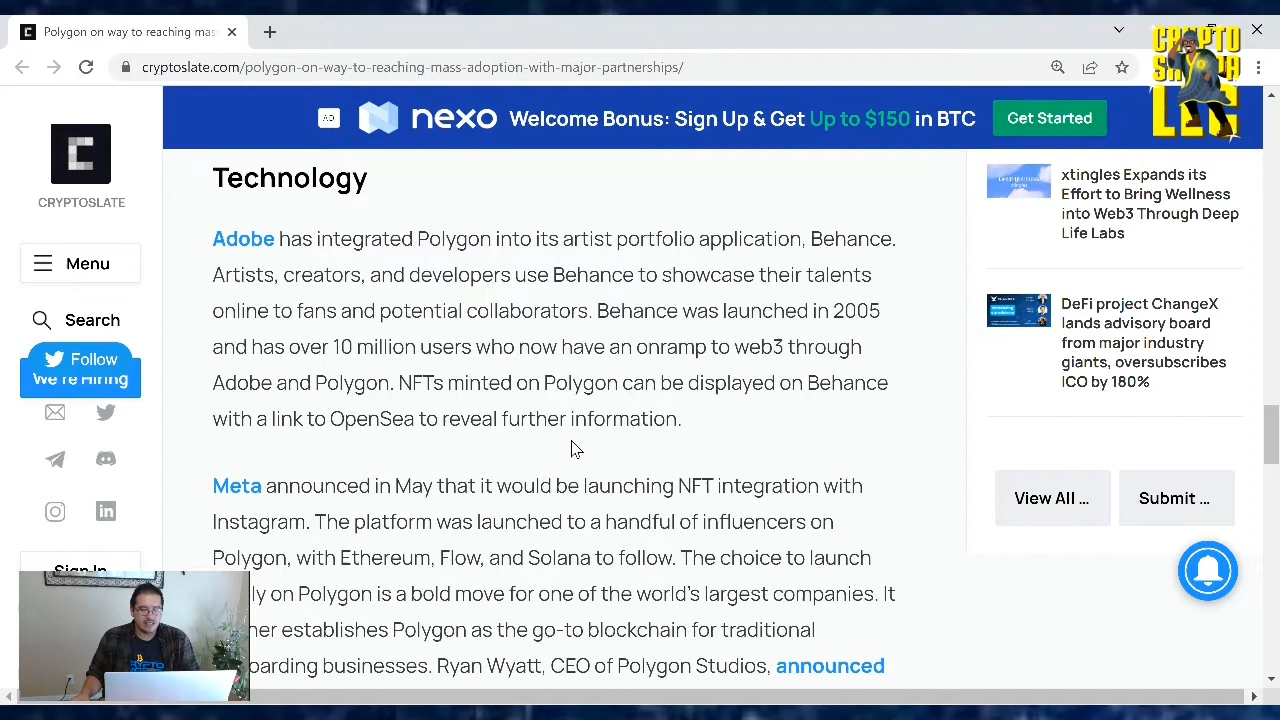 Polygon on way to reaching mas
cryptoslate.com/polygon-on-way-to-reaching-mass-adoption-with-major-partnerships/
CRYPTO
LEG
AD
nexo
Welcome Bonus: Sign Up & Get Up to $150 in BTC
Get Started
CRYPTOSLATE
Menu
Search
Follow
We're Hiring
Sign In
Technology
Adobe has integrated Polygon into its artist portfolio application, Behance.
Artists, creators, and developers use Behance to showcase their talents
online to fans and potential collaborators. Behance was launched in 2005
and has over 10 million users who now have an onramp to web3 through
Adobe and Polygon. NFTs minted on Polygon can be displayed on Behance
with a link to OpenSea to reveal further information.
Meta announced in May that it would be launching NFT integration with
Instagram. The platform was launched to a handful of influencers on
Polygon, with Ethereum, Flow, and Solana to follow. The choice to launch
ly on Polygon is a bold move for one of the world's largest companies. It
her establishes Polygon as the go-to blockchain for traditional
oarding businesses. Ryan Wyatt, CEO of Polygon Studios, announced
xtingles Expands its
Effort to Bring Wellness
into Web3 Through Deep
Life Labs
DeFi project ChangeX
lands advisory board
from major industry
giants, oversubscribes
ICO by 180%
View All ...
Submit ...
CRYPTO